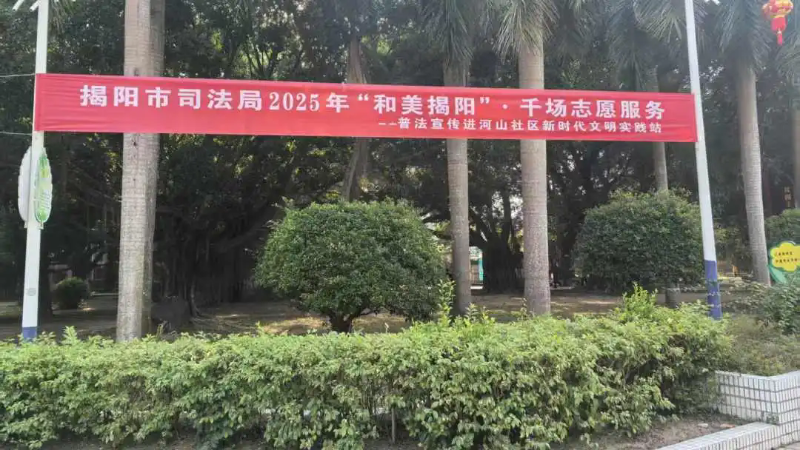 揭阳市司法局2025年“和美揭阳”·千场志愿服务
--普法宣传进河山社区新时代文明实践站